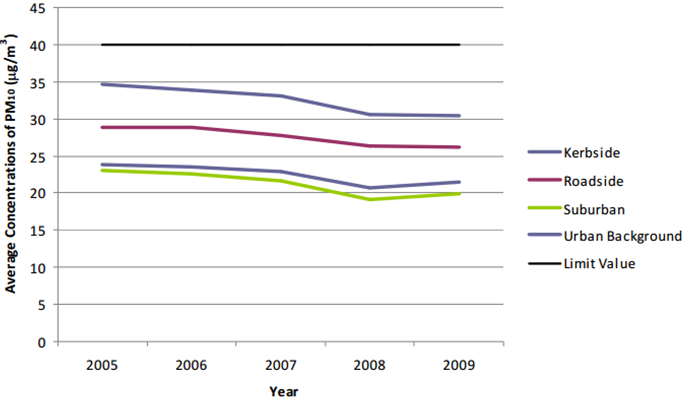 Average Concentrations of PM10 (µg/m³)
45
40
35
30
25
20
15
10
5
0
2005 2006 2007 2008 2009
Year
Kerbside
Roadside
Suburban
Urban Background
Limit Value